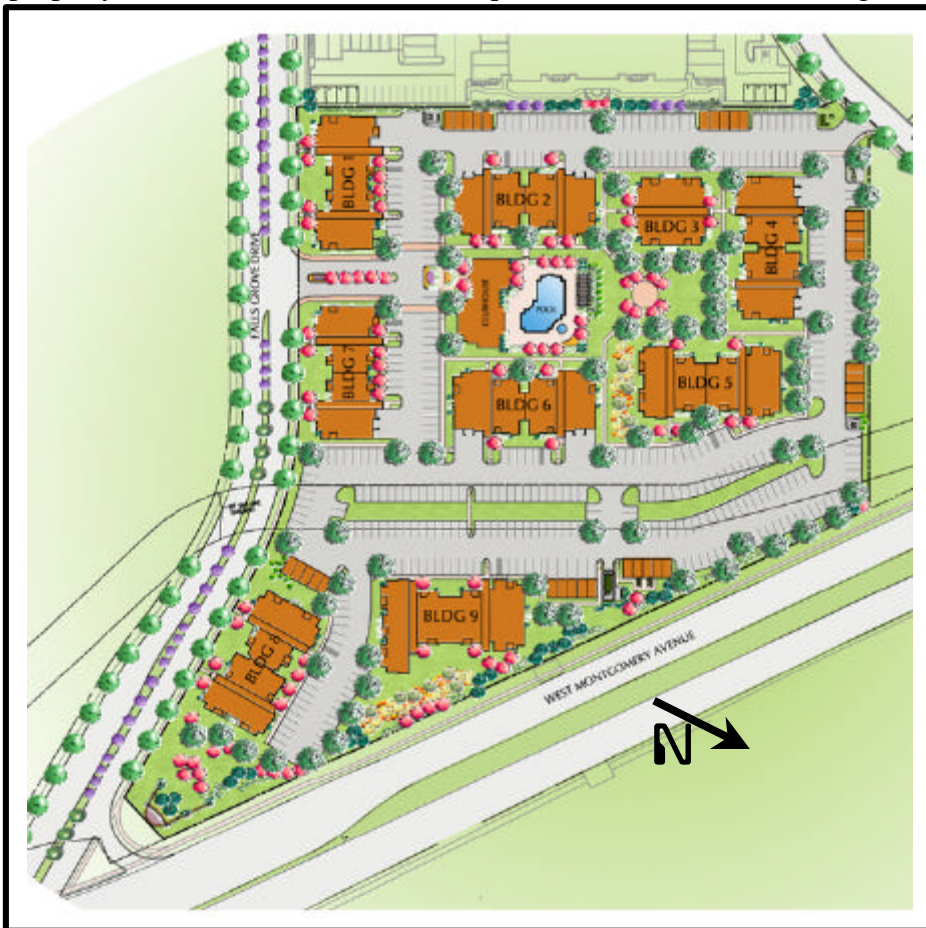 BLDG 1
BLDG 2
BLDG 3
BLDG 4
FALLS GROVE DRIVE
CLUBHOUSE
POOL
BLDG 7
BLDG 6
BLDG 5
BLDG 8
BLDG 9
WEST MONTGOMERY AVENUE
N